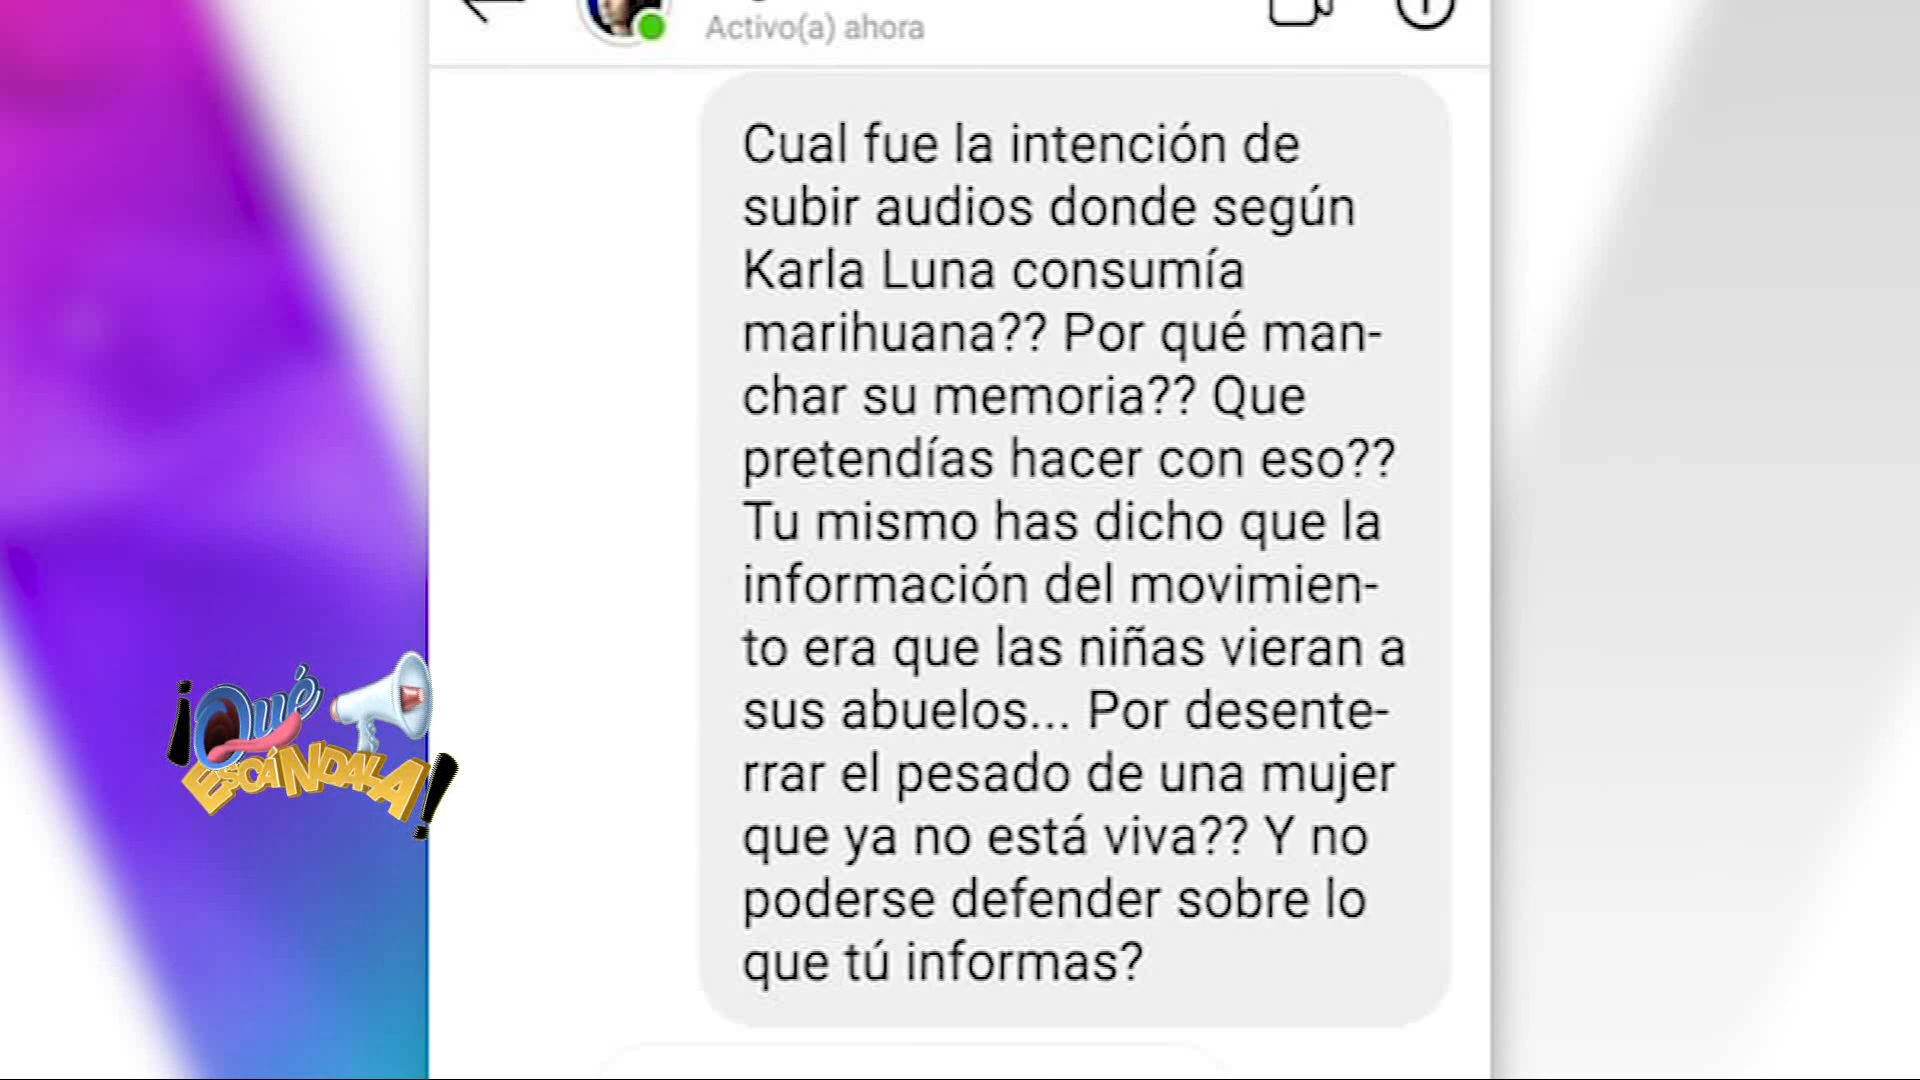 Activo(a) ahora
Cual fue la intención de
subir audios donde según
Karla Luna consumía
marihuana?? Por qué man-
char su memoria?? Que
pretendías hacer con eso??
Tu mismo has dicho que la
información del movimien-
to era que las niñas vieran a
sus abuelos... Por desente-
rrar el pesado de una mujer
que ya no está viva?? Y no
poderse defender sobre lo
que tú informas?
¡Qué
ESCÁNDALA!